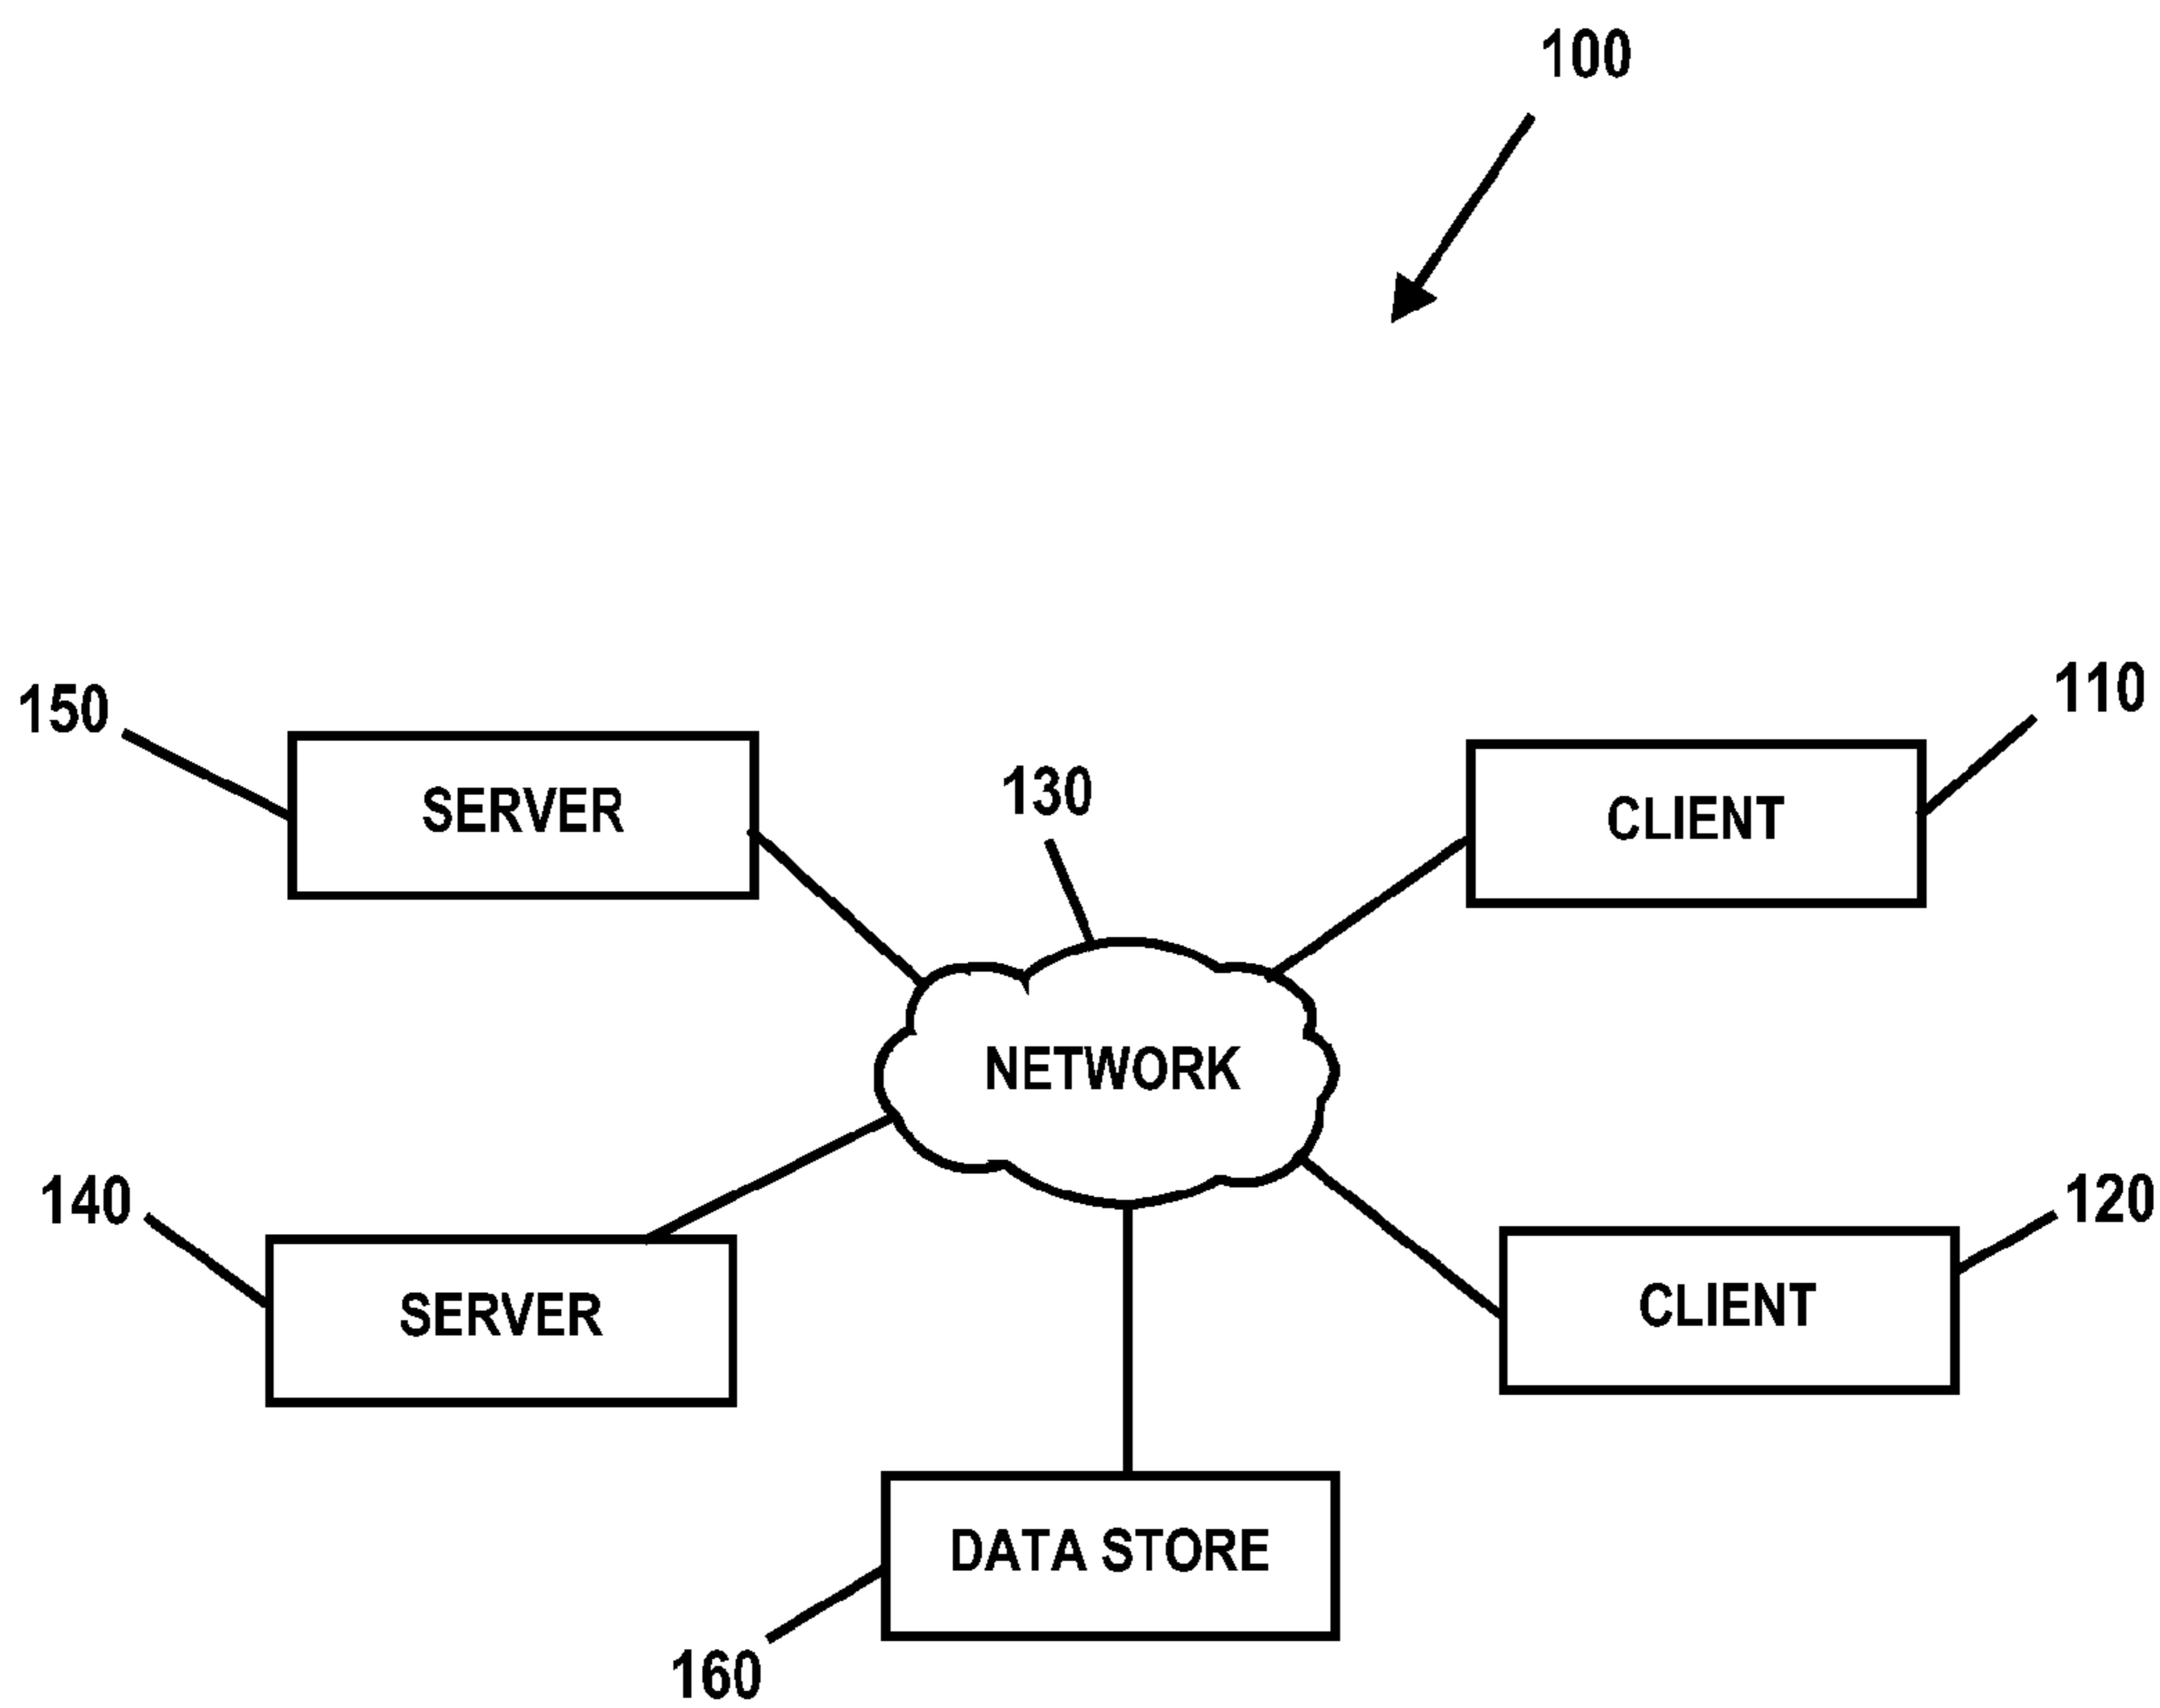 100
150
110
SERVER
130
CLIENT
NETWORK
140
120
SERVER
CLIENT
DATA STORE
160